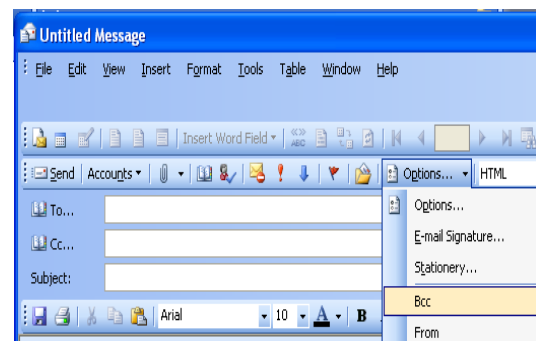 Untitled Message
File Edit View Insert Format Tools Table Window Help
Insert Word Field
Send Accounts Options... HTML
To...
Options...
E-mail Signature...
Cc...
Stationery...
Subject:
Bcc
Arial 10 A B
From